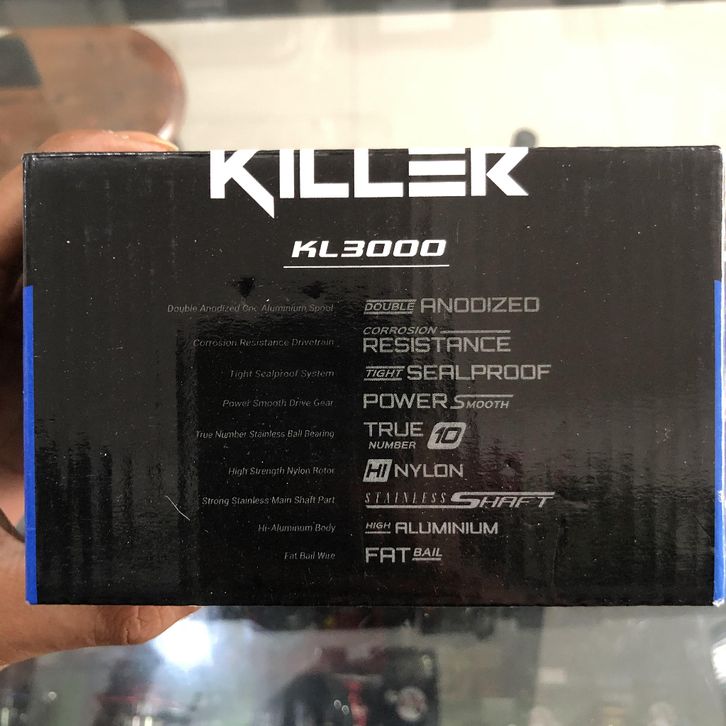 KILLER
KL3000
Double Anodized Cnc Aluminium Spool DOUBLE ANODIZED
Corrosion Resistance Drivetrain CORROSION RESISTANCE
Tight Sealproof System TIGHT SEALPROOF
Power Smooth Drive Gear POWER SMOOTH
True Number Stainless Ball Bearing TRUE NUMBER 10
High Strength Nylon Rotor HI NYLON
Strong Stainless Main Shaft Part STAINLESS SHAFT
Hi-Aluminum Body HIGH ALUMINIUM
Fat Bail Wire FAT BAIL